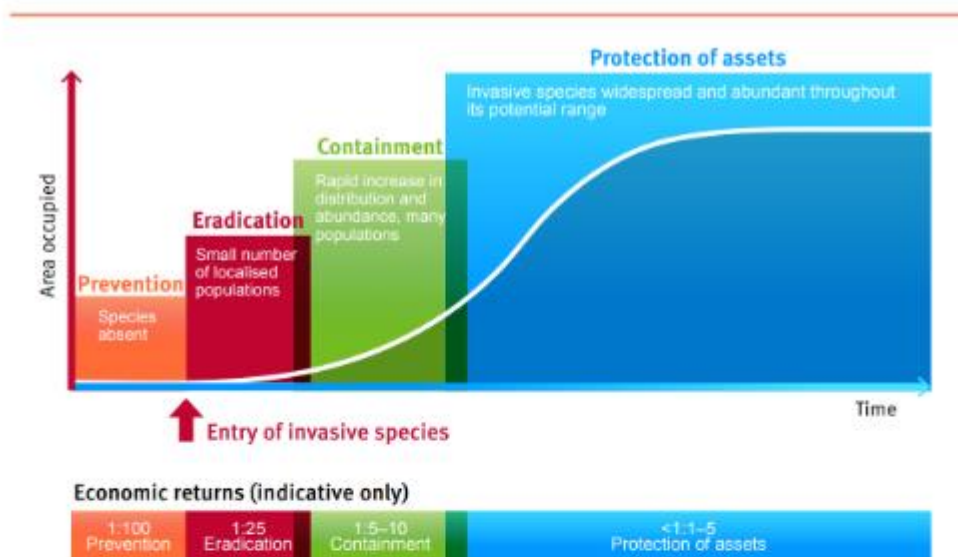 Protection of assets
Invasive species widespread and abundant throughout
its potential range
Containment
Rapid increase in
distribution and
abundance, many
populations
Eradication
Small number
of localised
populations
Prevention
Species
absent
Area occupied
Time
Entry of invasive species
Economic returns (indicative only)
1:100
Prevention
1:25
Eradication
1:5–10
Containment
<1:1–5
Protection of assets